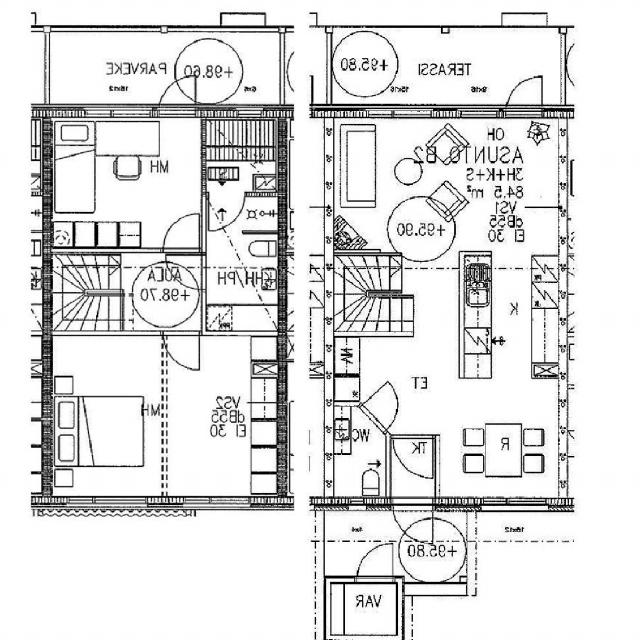 PARVEKE
+98.60
MH
AULA
+98.70
KHH/PH
MH
VS2
dB55
EI 30
+95.80
TERASSI
OH
ASUNTO B2
3H+K+S
84.5 m²
VS1
dB55
EI 30
+95.90
K
ET
WC
TK
R
+95.80
VAR